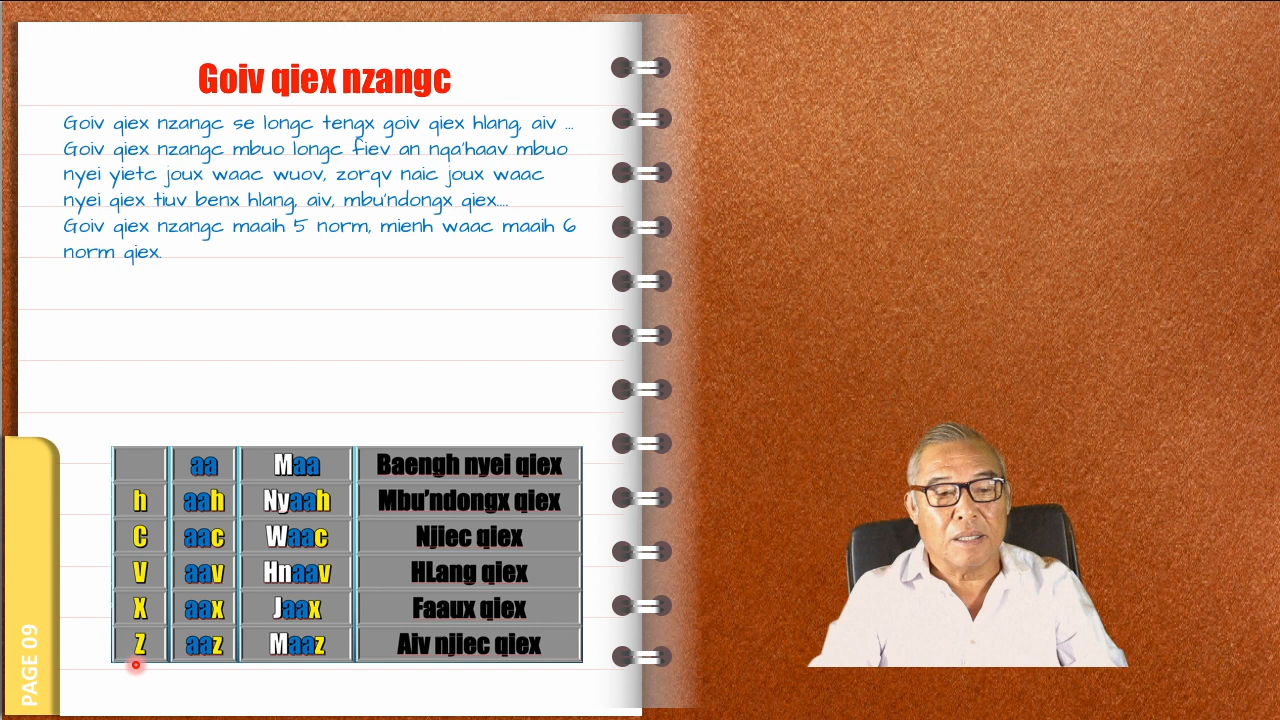 Goiv qiex nzangc
Goiv qiex nzangc se longc tengx goiv qiex hlang, aiv ...
Goiv qiex nzangc mbuo longc fiev an nqa'haav mbuo
nyei yietc joux waac wuov, zorqv naic joux waac
nyei qiex tiuv benx hlang, aiv, mbu'ndongx qiex....
Goiv qiex nzangc maaih 5 norm, mienh waac maaih 6
norm qiex.
aa Maa Baengh nyei qiex
h aah Nyaah Mbu'ndongx qiex
C aac Waac Njiec qiex
V aav Hnaav HLang qiex
X aax Jaax Faaux qiex
Z aaz Maaz Aiv njiec qiex
PAGE 09